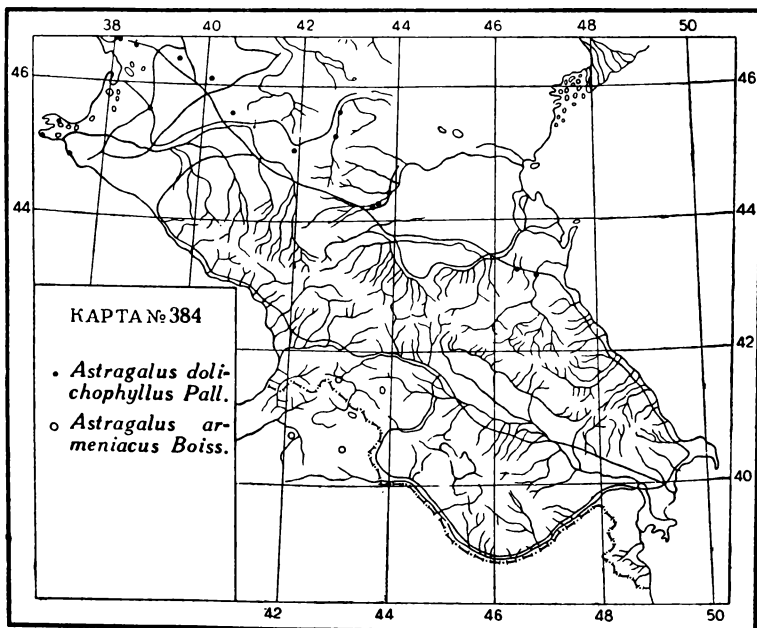 38 40 42 44 46 48 50
46 46
44 44
КАРТА № 384
42
• Astragalus doli-
chophyllus Pall.
○ Astragalus ar-
meniacus Boiss.
40
42 44 46 48 50